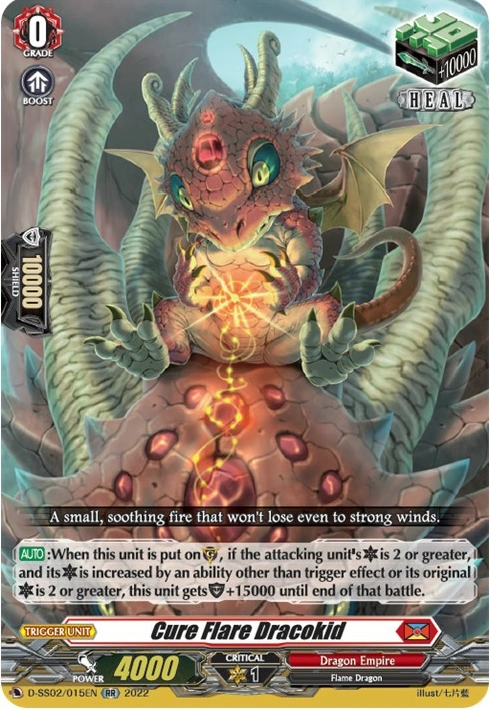 0
GRADE
BOOST
+10000
HEAL
10000
SHIELD
A small, soothing fire that won't lose even to strong winds.
AUTO:When this unit is put on , if the attacking unit's is 2 or greater,
and its is increased by an ability other than trigger effect or its original
is 2 or greater, this unit gets +15000 until end of that battle.
TRIGGER UNIT
Cure Flare Dracokid
POWER 4000
CRITICAL
1
Dragon Empire
Flame Dragon
D-SS02/015EN RR 2022
illust/七片藍